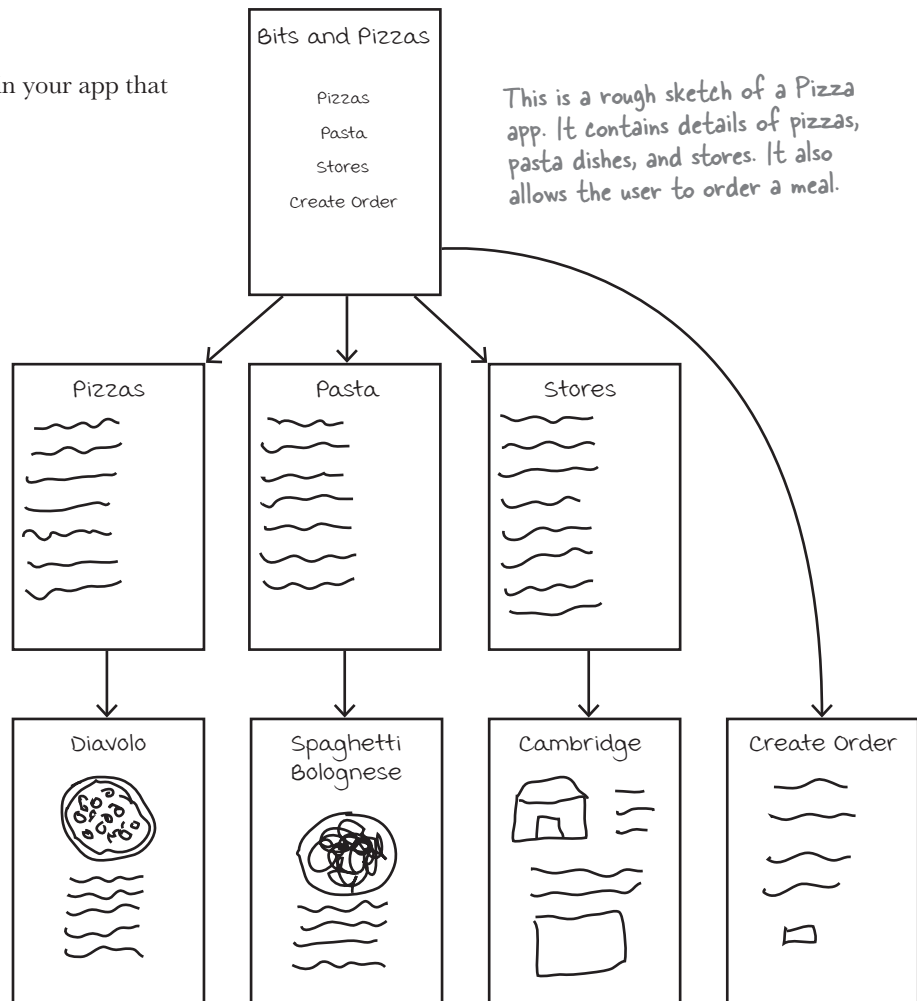 Bits and Pizzas
n your app that
Pizzas
Pasta
Stores
Create Order
This is a rough sketch of a Pizza
app. It contains details of pizzas,
pasta dishes, and stores. It also
allows the user to order a meal.
Pizzas
Pasta
Stores
Diavolo
Spaghetti
Bolognese
Cambridge
Create Order